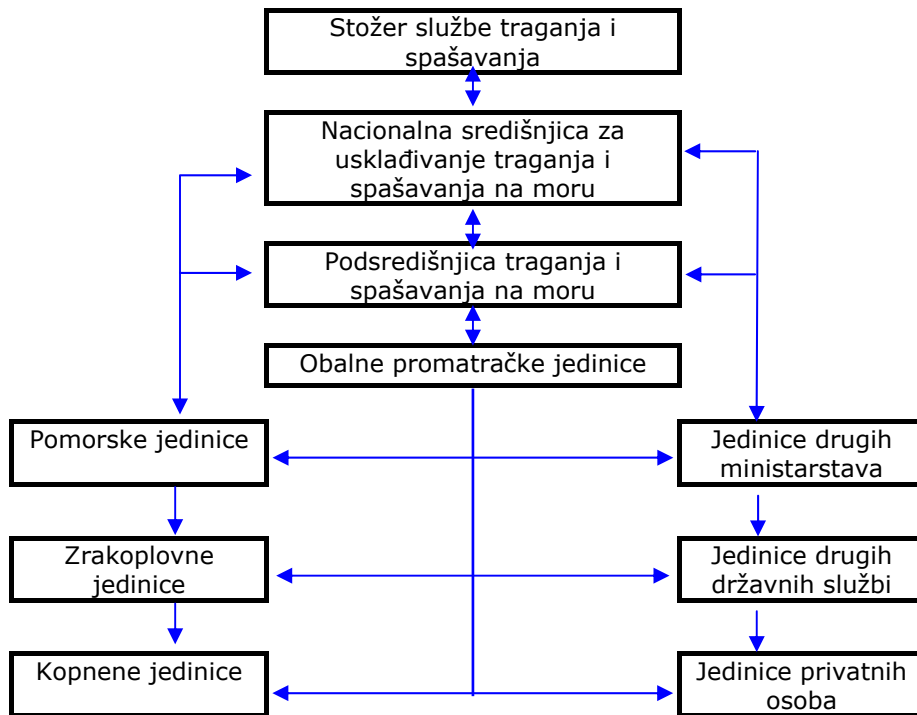 Stožer službe traganja i
spašavanja
Nacionalna središnjica za
usklađivanje traganja i
spašavanja na moru
Podsredišnjica traganja i
spašavanja na moru
Obalne promatračke jedinice
Pomorske jedinice
Jedinice drugih
ministarstava
Zrakoplovne
jedinice
Jedinice drugih
državnih službi
Kopnene jedinice
Jedinice privatnih
osoba